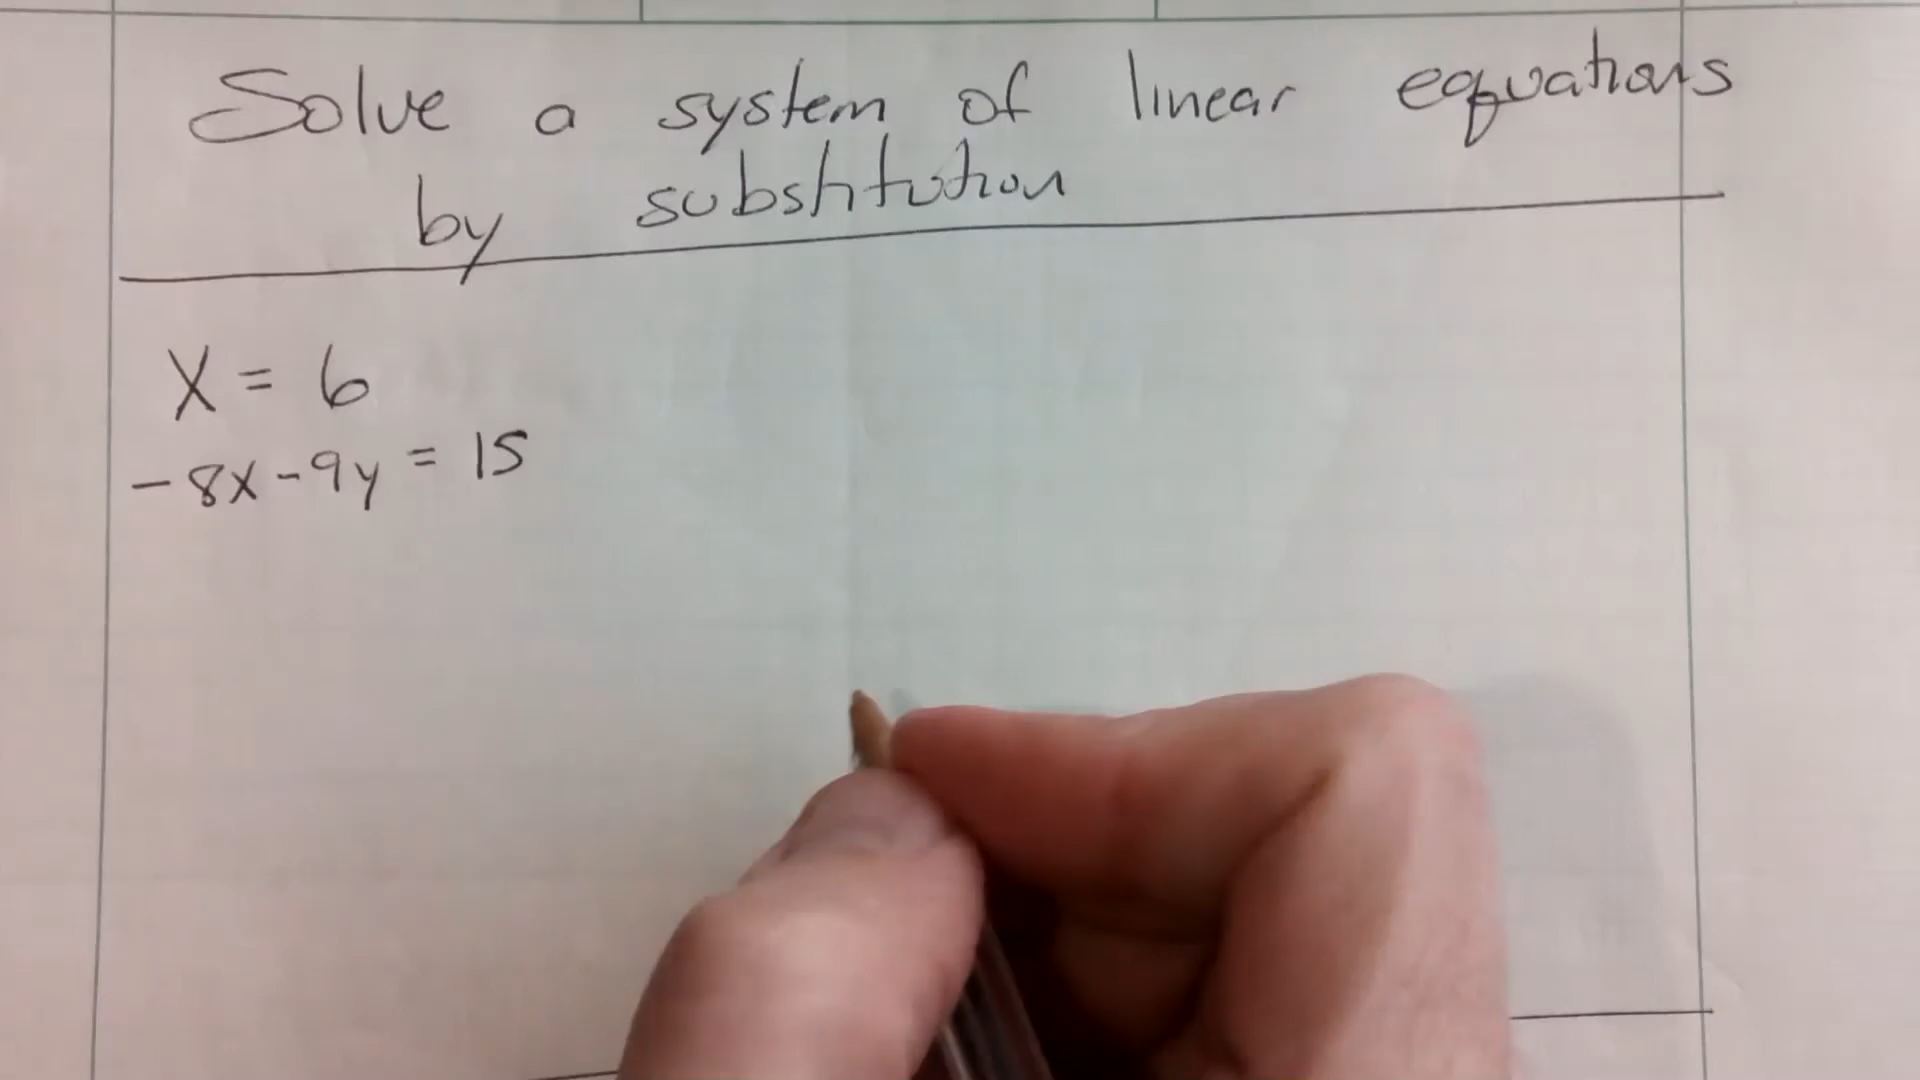 Solve a system of linear equations
by substitution
X = 6
-8x-9y = 15